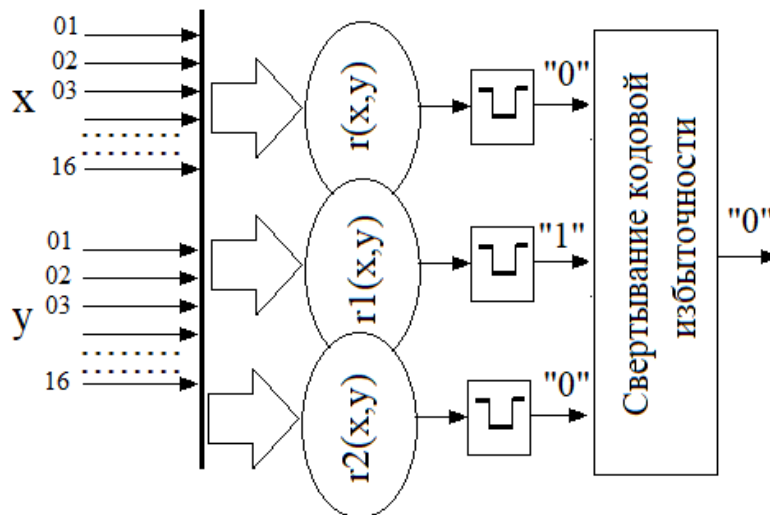 x
01
02
03
16
y
01
02
03
16
r(x,y)
r1(x,y)
r2(x,y)
"0"
"1"
"0"
Свертывание кодовой
избыточности
"0"